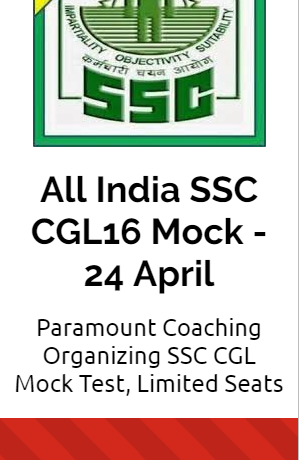 IMPARTIALITY OBJECTIVITY SUITABILITY
कर्मचारी चयन आयोग
SSC
All India SSC
CGL16 Mock -
24 April
Paramount Coaching
Organizing SSC CGL
Mock Test, Limited Seats